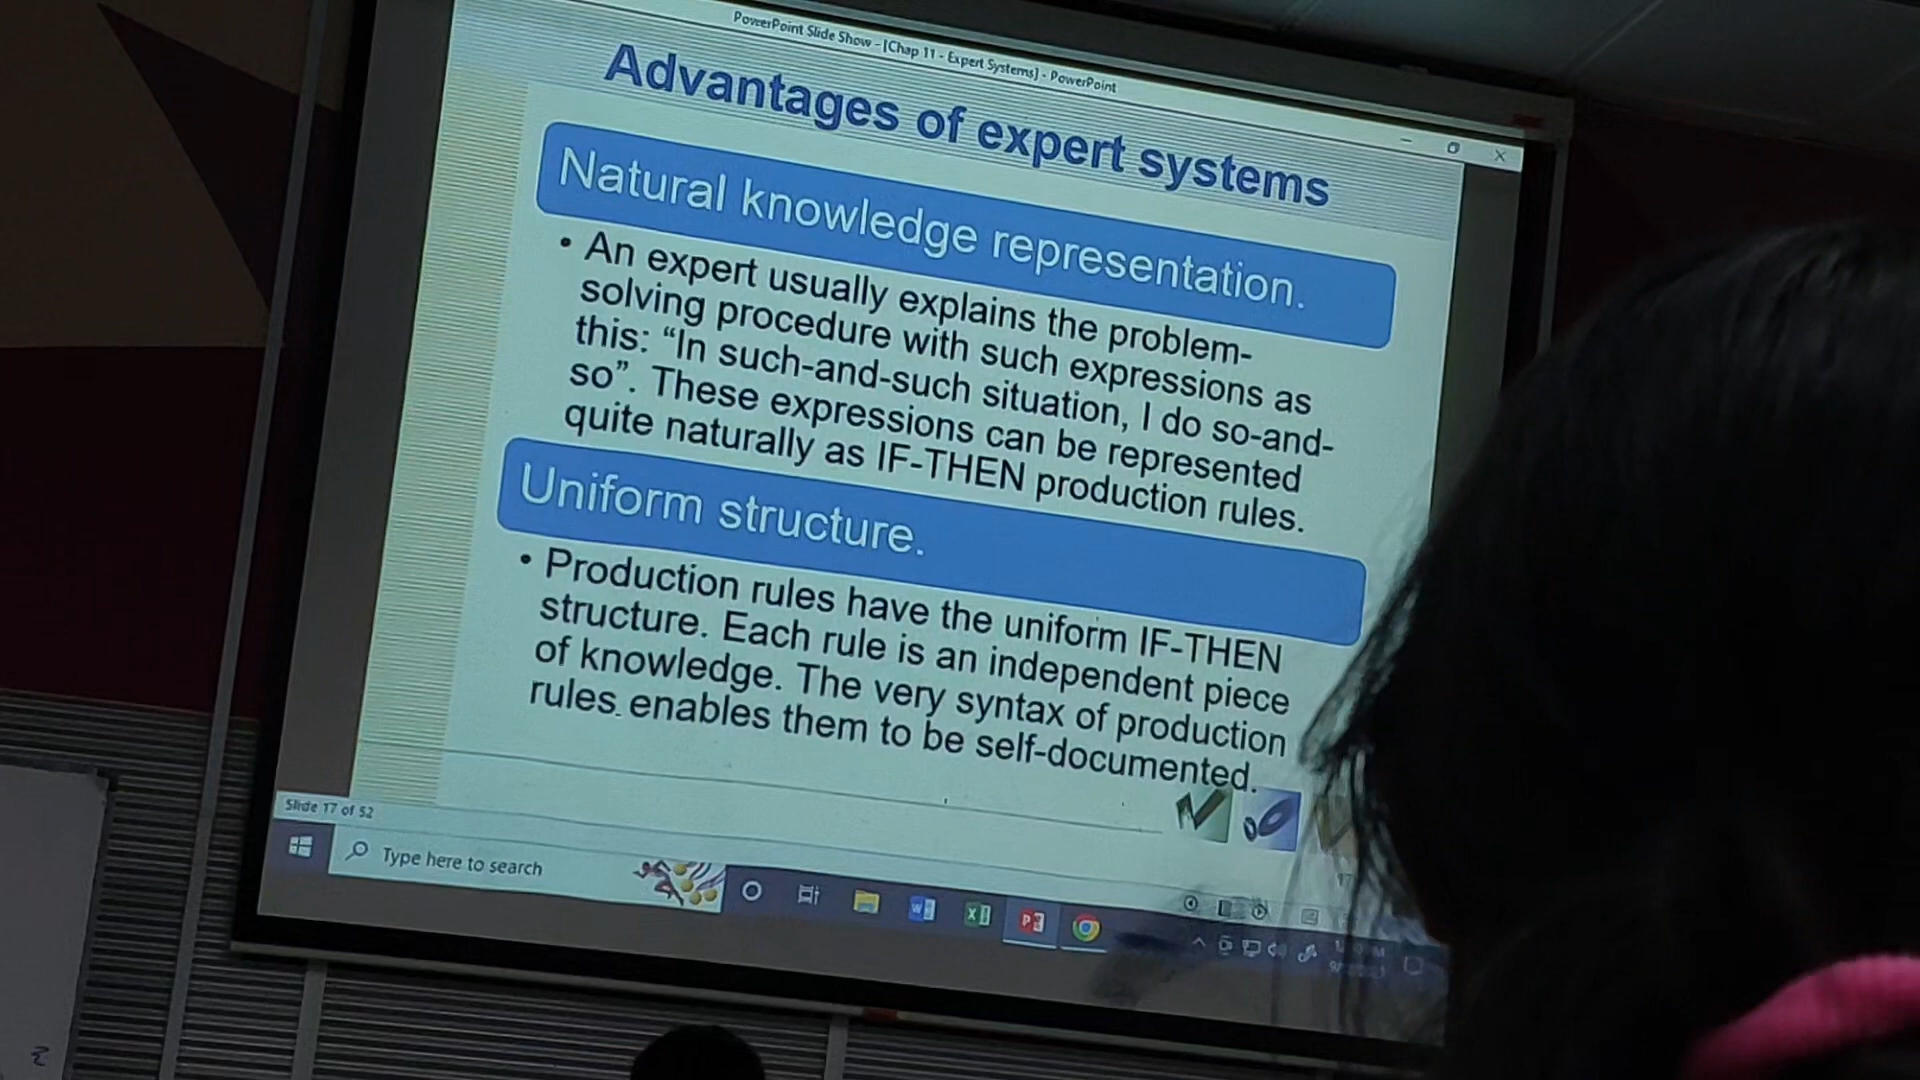 PowerPoint Slide Show - [Chap 11 - Expert Systems] - PowerPoint
Advantages of expert systems
Natural knowledge representation.
• An expert usually explains the problem-
solving procedure with such expressions as
this: “In such-and-such situation, I do so-and-
so”. These expressions can be represented
quite naturally as IF-THEN production rules.
Uniform structure.
• Production rules have the uniform IF-THEN
structure. Each rule is an independent piece
of knowledge. The very syntax of production
rules enables them to be self-documented.
Slide 17 of 52
Type here to search